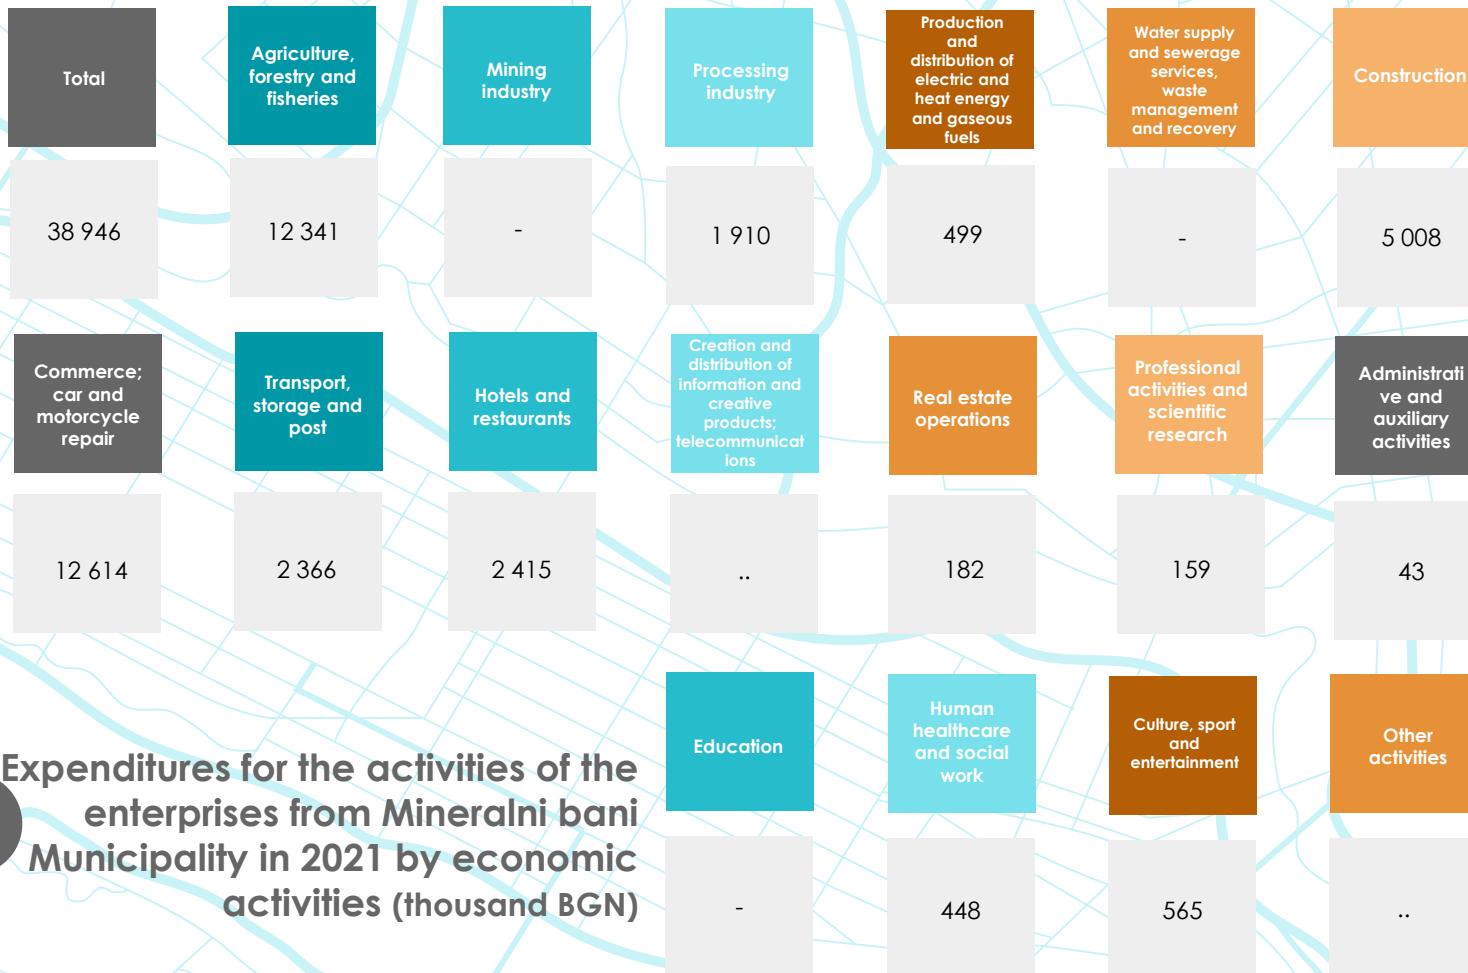 Total
Agriculture,
forestry and
fisheries
Mining
industry
Processing
industry
Production
and
distribution of
electric and
heat energy
and gaseous
fuels
Water supply
and sewerage
services,
waste
management
and recovery
Construction
38 946
12 341
-
1 910
499
-
5 008
Commerce;
car and
motorcycle
repair
Transport,
storage and
post
Hotels and
restaurants
Creation and
distribution of
information and
creative
products;
telecommunicat
ions
Real estate
operations
Professional
activities and
scientific
research
Administrati
ve and
auxiliary
activities
12 614
2 366
2 415
..
182
159
43
Education
Human
healthcare
and social
work
Culture, sport
and
entertainment
Other
activities
-
448
565
..
Expenditures for the activities of the
enterprises from Mineralni bani
Municipality in 2021 by economic
activities (thousand BGN)